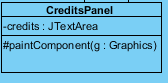 CreditsPanel
-credits : JTextArea
#paintComponent(g : Graphics)